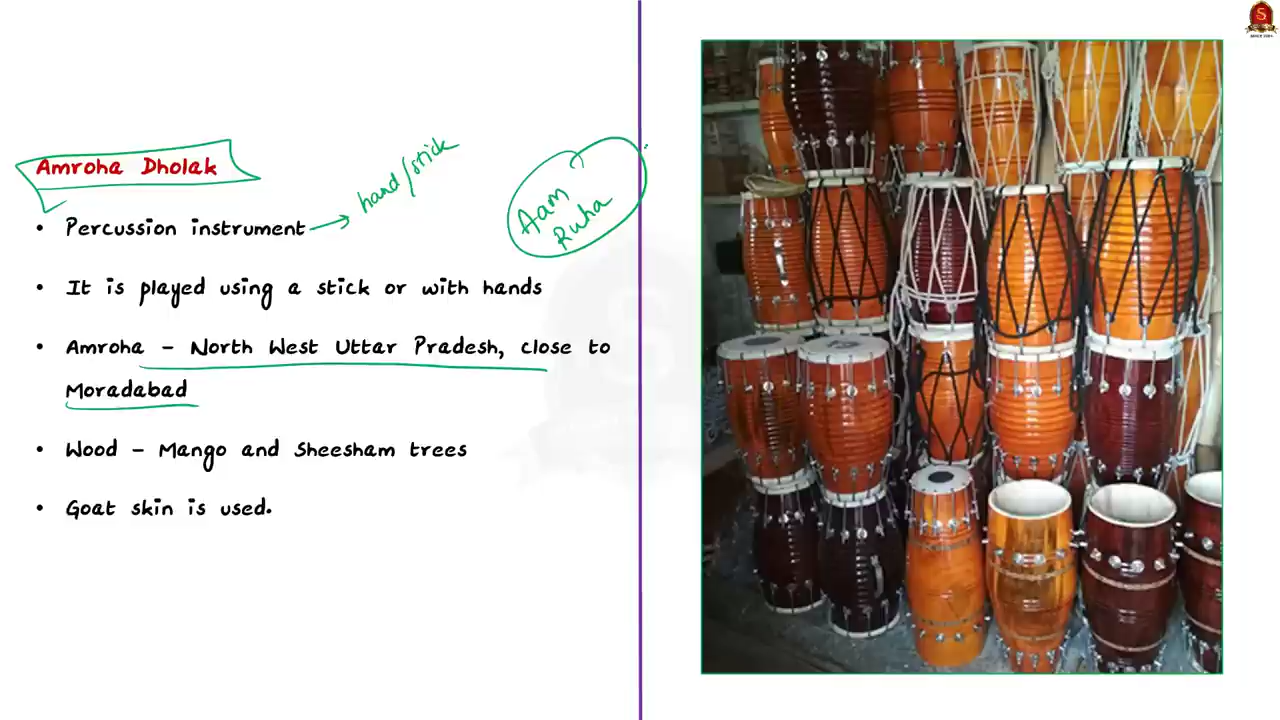 Amroha Dholak
• Percussion instrument → hand/stick
Aam
Ruha
• It is played using a stick or with hands
• Amroha - North West Uttar Pradesh, close to
Moradabad
• Wood - Mango and Sheesham trees
• Goat skin is used.
S